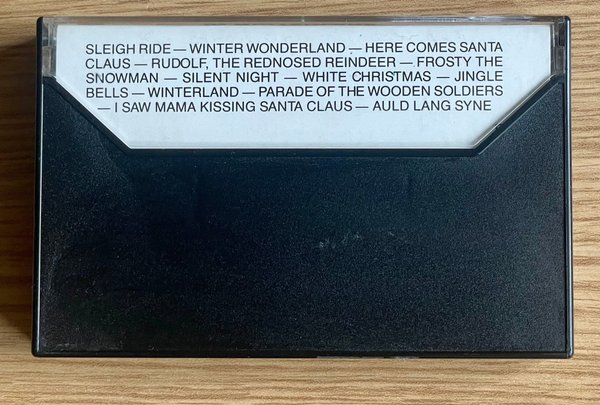 SLEIGH RIDE — WINTER WONDERLAND — HERE COMES SANTA
CLAUS — RUDOLF, THE REDNOSED REINDEER — FROSTY THE
SNOWMAN — SILENT NIGHT — WHITE CHRISTMAS — JINGLE
BELLS — WINTERLAND — PARADE OF THE WOODEN SOLDIERS
— I SAW MAMA KISSING SANTA CLAUS — AULD LANG SYNE